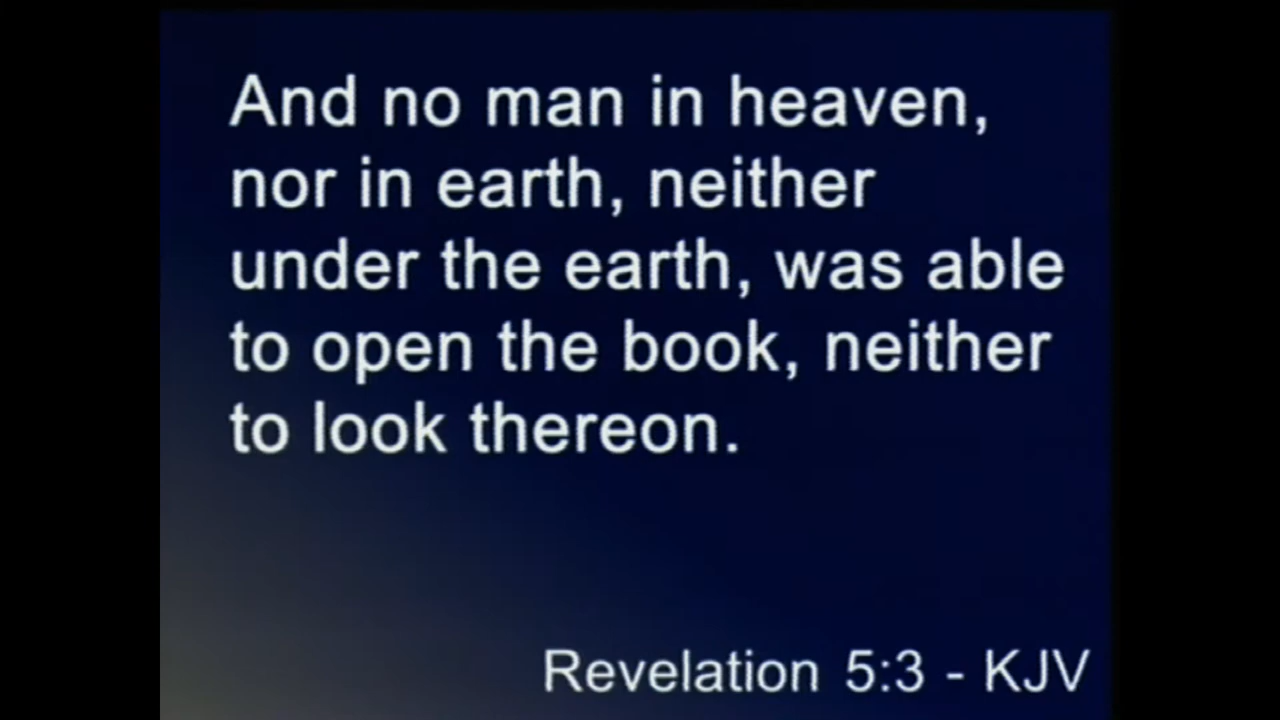 And no man in heaven,
nor in earth, neither
under the earth, was able
to open the book, neither
to look thereon.
Revelation 5:3 - KJV